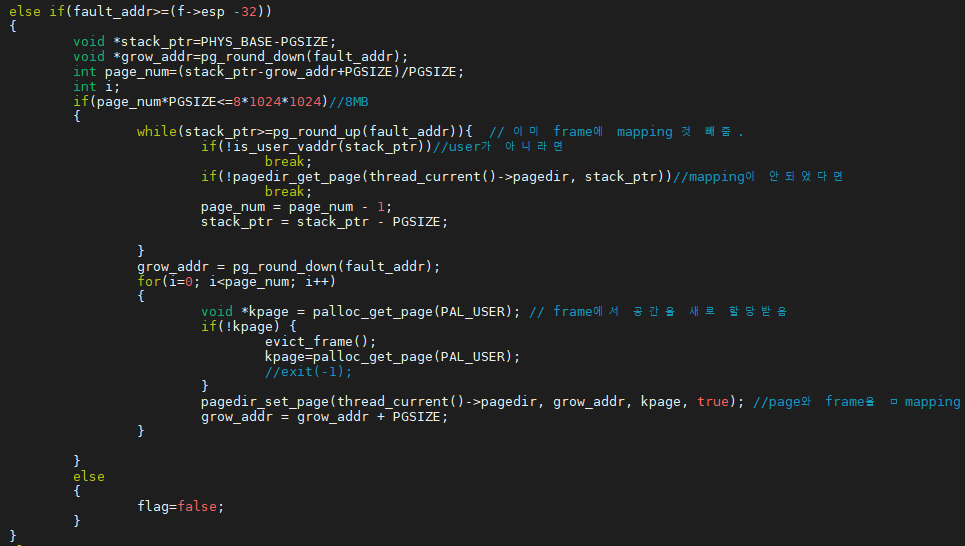 else if(fault_addr>=(f->esp -32))
{
        void *stack_ptr=PHYS_BASE-PGSIZE;
        void *grow_addr=pg_round_down(fault_addr);
        int page_num=(stack_ptr-grow_addr+PGSIZE)/PGSIZE;
        int i;
        if(page_num*PGSIZE<=8*1024*1024)//8MB
        {
                while(stack_ptr>=pg_round_up(fault_addr)){  // 이미 frame에 mapping 것 빼줌.
                        if(!is_user_vaddr(stack_ptr))//user가 아니라면
                                break;
                        if(!pagedir_get_page(thread_current()->pagedir, stack_ptr))//mapping이 안되었다면
                                break;
                        page_num = page_num - 1;
                        stack_ptr = stack_ptr - PGSIZE;

                }
                grow_addr = pg_round_down(fault_addr);
                for(i=0; i<page_num; i++)
                {
                        void *kpage = palloc_get_page(PAL_USER); // frame에서 공간을 새로 할당받음
                        if(!kpage) {
                                evict_frame();
                                kpage=palloc_get_page(PAL_USER);
                                //exit(-1);
                        }
                        pagedir_set_page(thread_current()->pagedir, grow_addr, kpage, true); //page와 frame을 ㅁ mapping
                        grow_addr = grow_addr + PGSIZE;
                }

        }
        else
        {
                flag=false;
        }
}